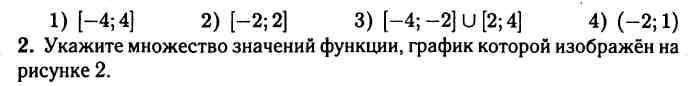 1) [−4; 4] 2) [−2; 2] 3) [−4; −2] ∪ [2; 4] 4) (−2; 1)
2. Укажите множество значений функции, график которой изображён на
рисунке 2.